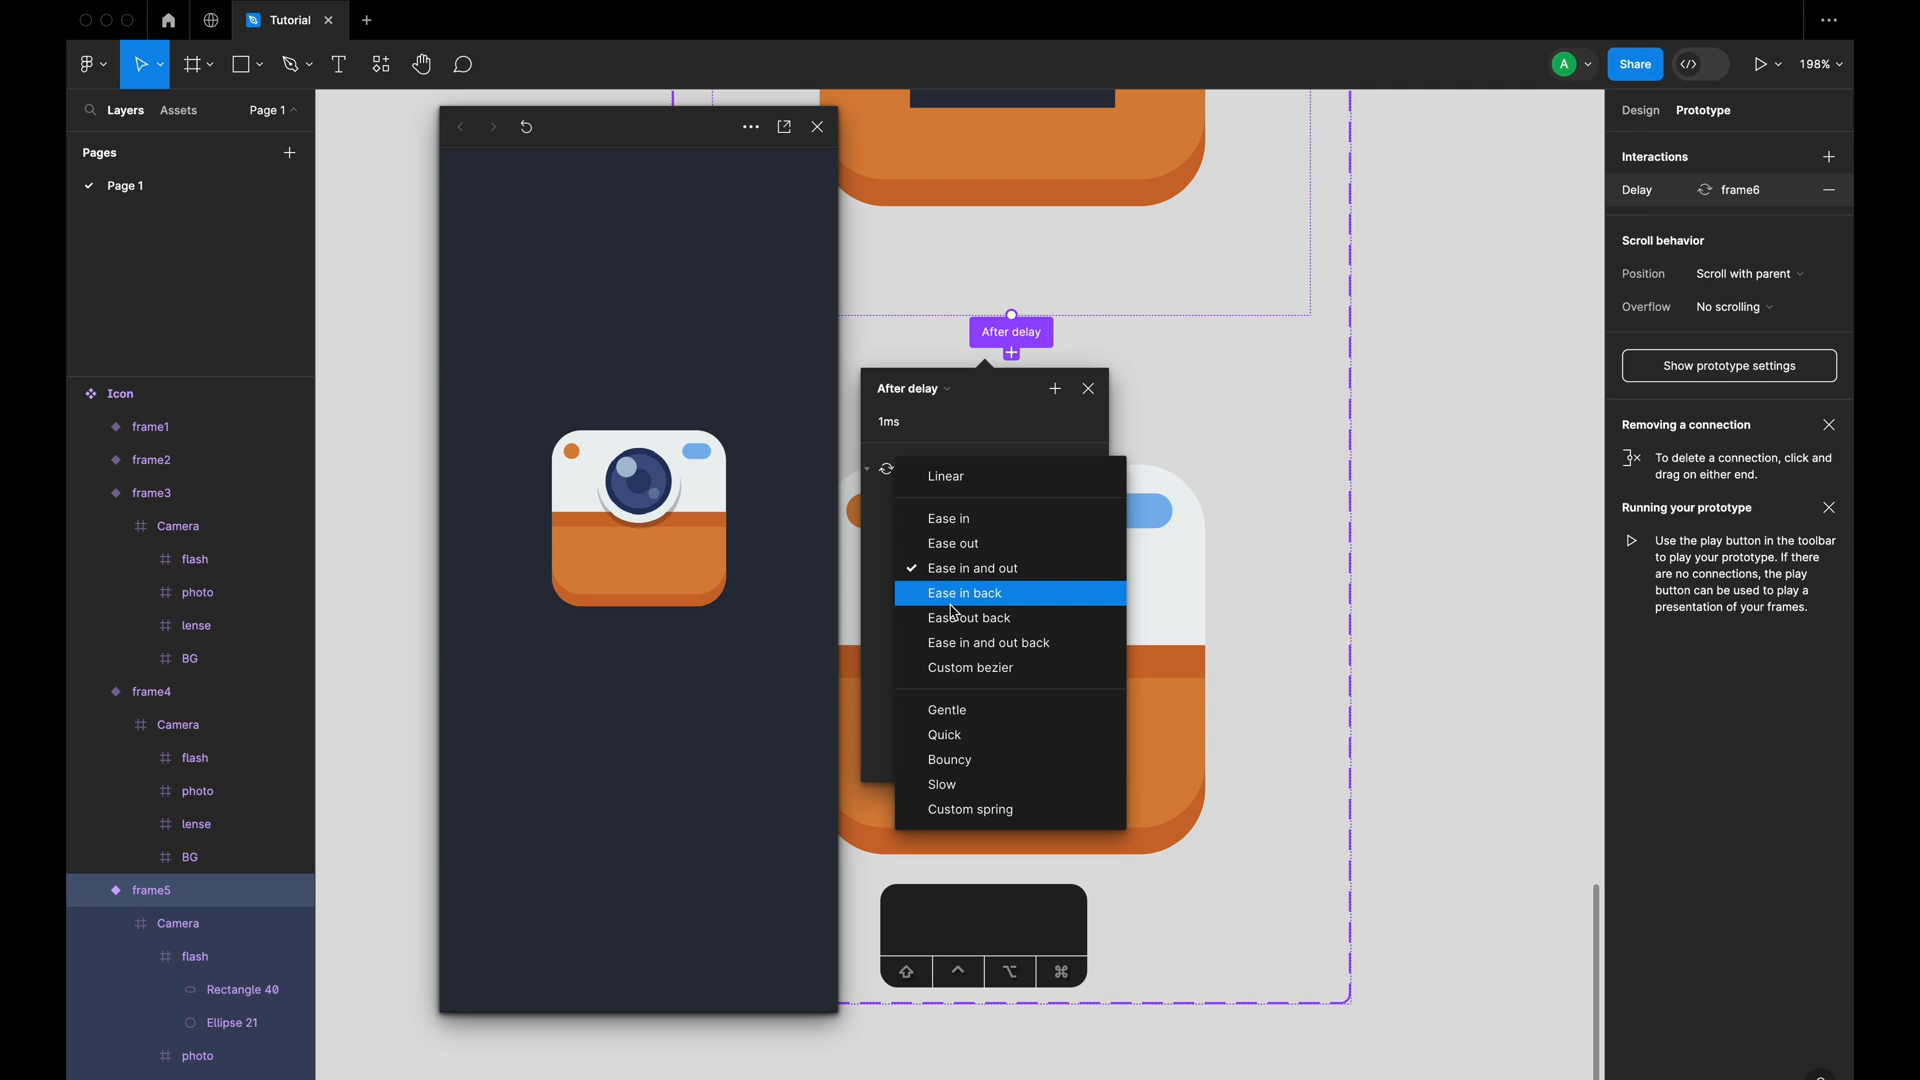 Tutorial
A
Share
198%
Layers
Assets
Page 1
Pages
Page 1
Icon
frame1
frame2
frame3
Camera
flash
photo
lense
BG
frame4
Camera
flash
photo
lense
BG
frame5
Camera
flash
Rectangle 40
Ellipse 21
photo
After delay
After delay
1ms
Linear
Ease in
Ease out
Ease in and out
Ease in back
Ease out back
Ease in and out back
Custom bezier
Gentle
Quick
Bouncy
Slow
Custom spring
Design
Prototype
Interactions
Delay
frame6
Scroll behavior
Position
Scroll with parent
Overflow
No scrolling
Show prototype settings
Removing a connection
To delete a connection, click and
drag on either end.
Running your prototype
Use the play button in the toolbar
to play your prototype. If there
are no connections, the play
button can be used to play a
presentation of your frames.